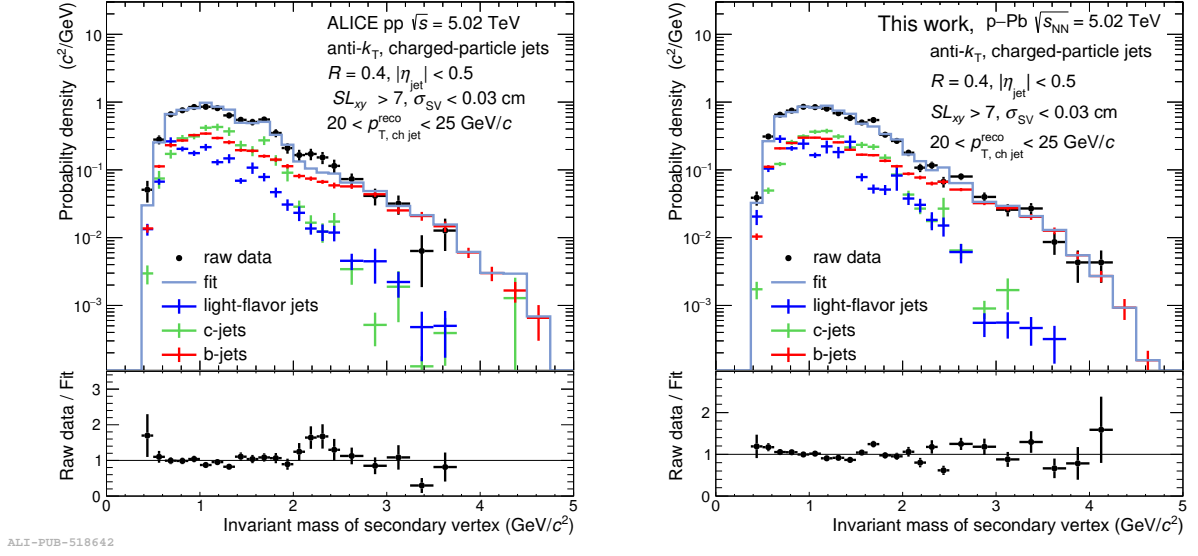 ALICE pp √s = 5.02 TeV
anti-kT, charged-particle jets
R = 0.4, |ηjet| < 0.5
SLxy > 7, σSV < 0.03 cm
20 < pT, ch jet^reco < 25 GeV/c
Probablity density (c²/GeV)
10
1
10⁻¹
10⁻²
10⁻³
raw data
fit
light-flavor jets
c-jets
b-jets
Raw data / Fit
3
2
1
0
0 1 2 3 4 5
Invariant mass of secondary vertex (GeV/c²)
ALI-PUB-518642
This work, p–Pb √sNN = 5.02 TeV
anti-kT, charged-particle jets
R = 0.4, |ηjet| < 0.5
SLxy > 7, σSV < 0.03 cm
20 < pT, ch jet^reco < 25 GeV/c
Probablity density (c²/GeV)
10
1
10⁻¹
10⁻²
10⁻³
raw data
fit
light-flavor jets
c-jets
b-jets
Raw data / Fit
2
1
0
0 1 2 3 4 5
Invariant mass of secondary vertex (GeV/c²)